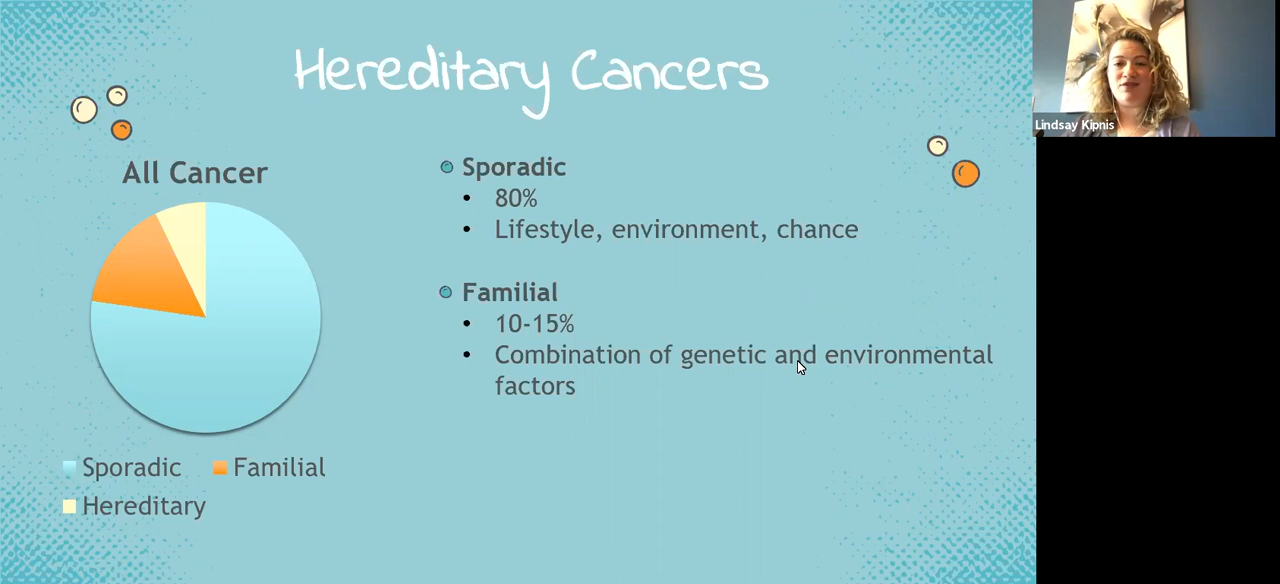 Hereditary Cancers
Lindsay Kipnis
All Cancer
Sporadic
Familial
Hereditary
Sporadic
80%
Lifestyle, environment, chance
Familial
10-15%
Combination of genetic and environmental
factors